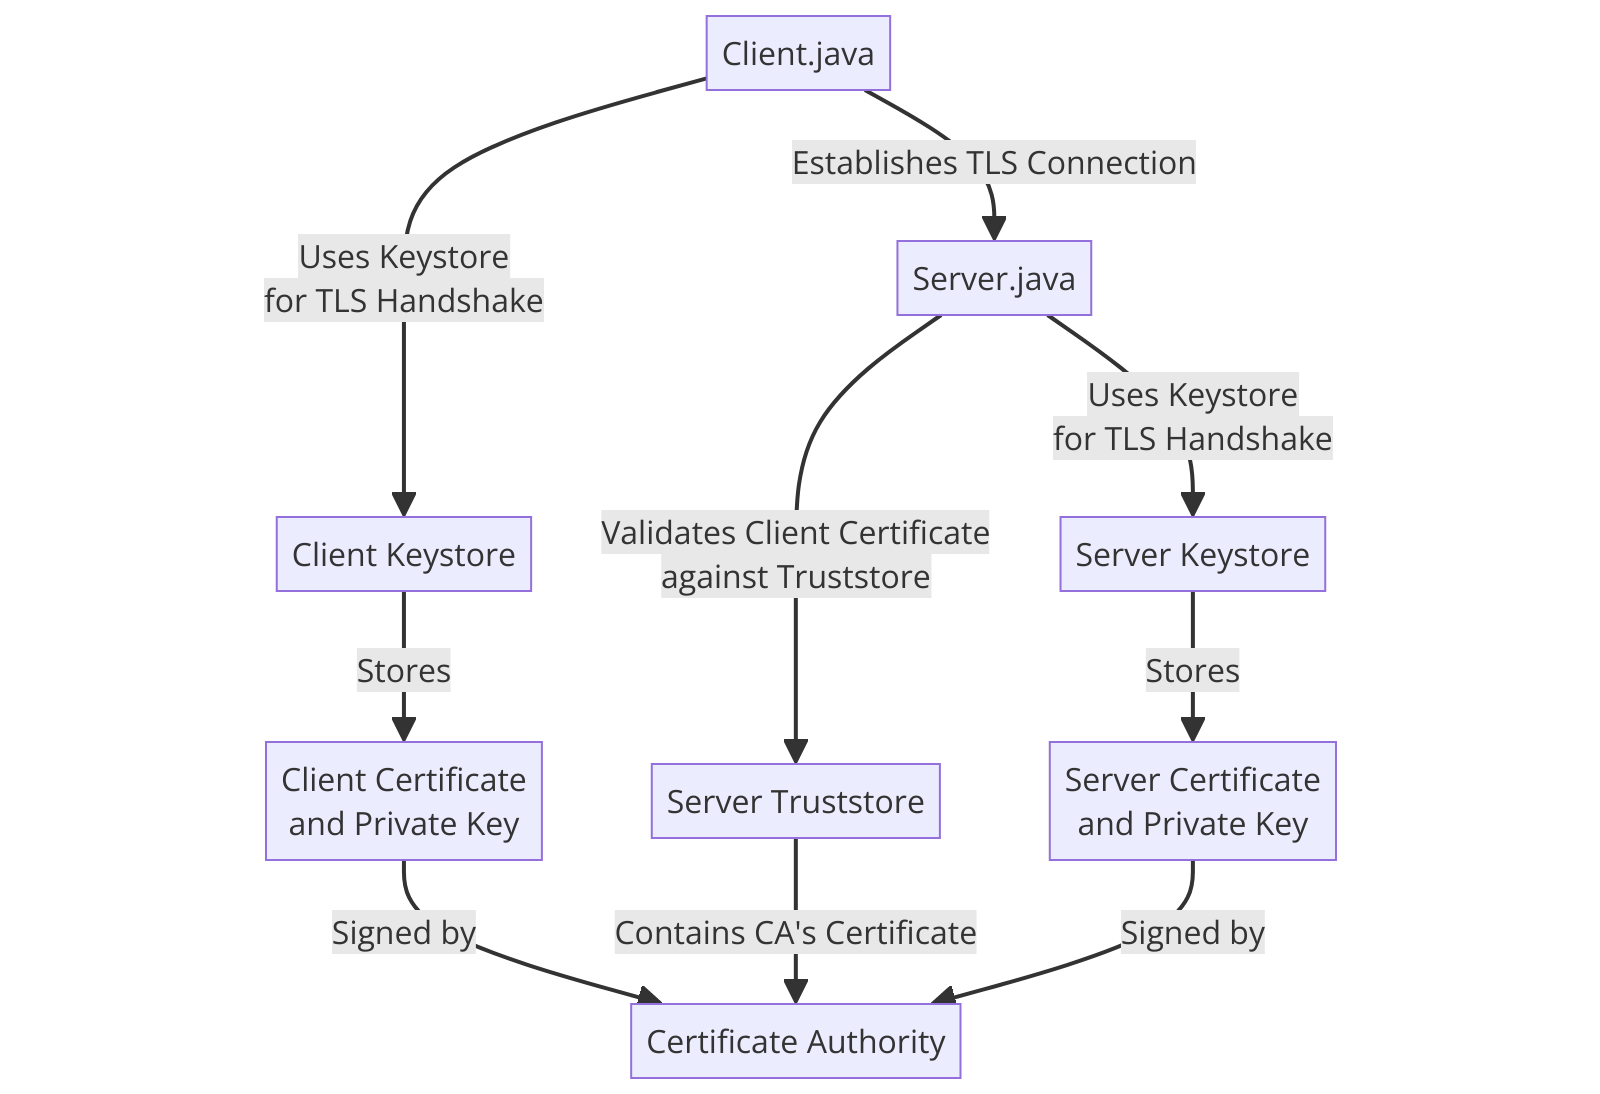 Client.java
Establishes TLS Connection
Uses Keystore
for TLS Handshake
Server.java
Uses Keystore
for TLS Handshake
Validates Client Certificate
against Truststore
Client Keystore
Server Keystore
Stores
Stores
Client Certificate
and Private Key
Server Truststore
Server Certificate
and Private Key
Signed by
Contains CA's Certificate
Signed by
Certificate Authority